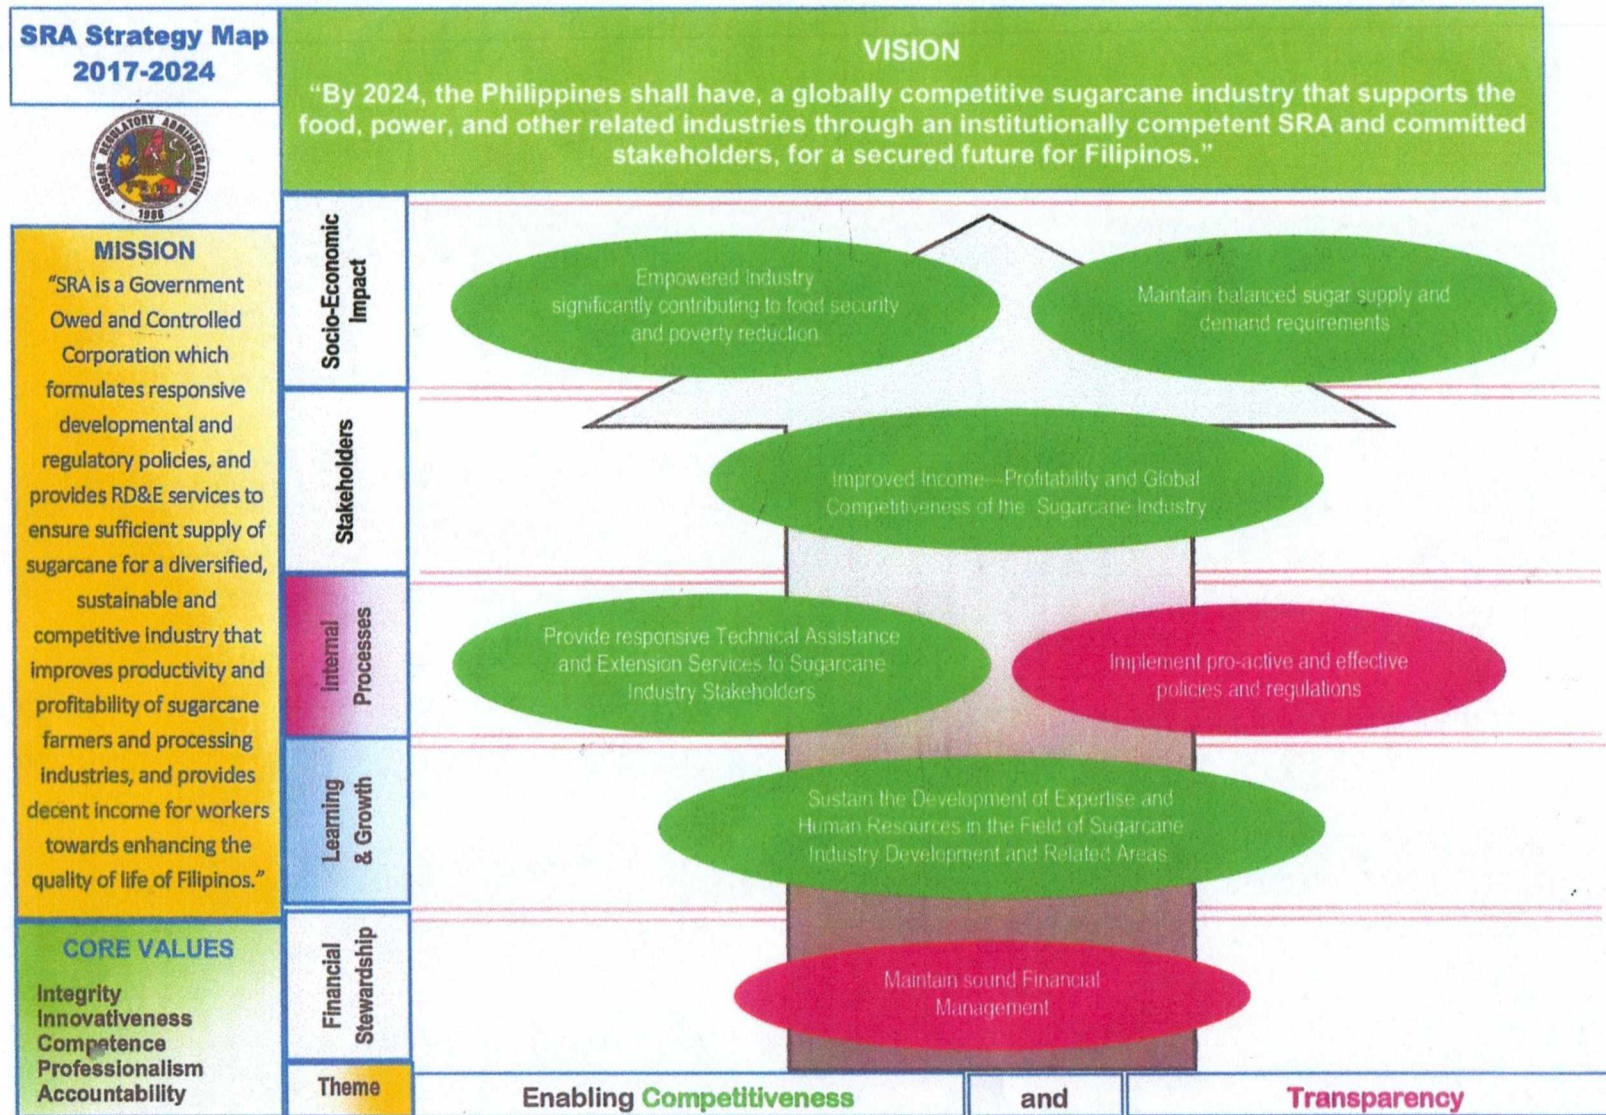 SRA Strategy Map
2017-2024
SUGAR REGULATORY ADMINISTRATION
1986
VISION
“By 2024, the Philippines shall have, a globally competitive sugarcane industry that supports the
food, power, and other related industries through an institutionally competent SRA and committed
stakeholders, for a secured future for Filipinos.”
MISSION
“SRA is a Government
Owed and Controlled
Corporation which
formulates responsive
developmental and
regulatory policies, and
provides RD&E services to
ensure sufficient supply of
sugarcane for a diversified,
sustainable and
competitive industry that
improves productivity and
profitability of sugarcane
farmers and processing
industries, and provides
decent income for workers
towards enhancing the
quality of life of Filipinos.”
CORE VALUES
Integrity
Innovativeness
Competence
Professionalism
Accountability
Socio-Economic
Impact
Empowered industry
significantly contributing to food security
and poverty reduction
Maintain balanced sugar supply and
demand requirements
Stakeholders
Improved Income—Profitability and Global
Competitiveness of the Sugarcane Industry
Internal
Processes
Provide responsive Technical Assistance
and Extension Services to Sugarcane
Industry Stakeholders
Implement pro-active and effective
policies and regulations
Learning
& Growth
Sustain the Development of Expertise and
Human Resources in the Field of Sugarcane
Industry Development and Related Areas
Financial
Stewardship
Maintain sound Financial
Management
Theme
Enabling Competitiveness
and
Transparency